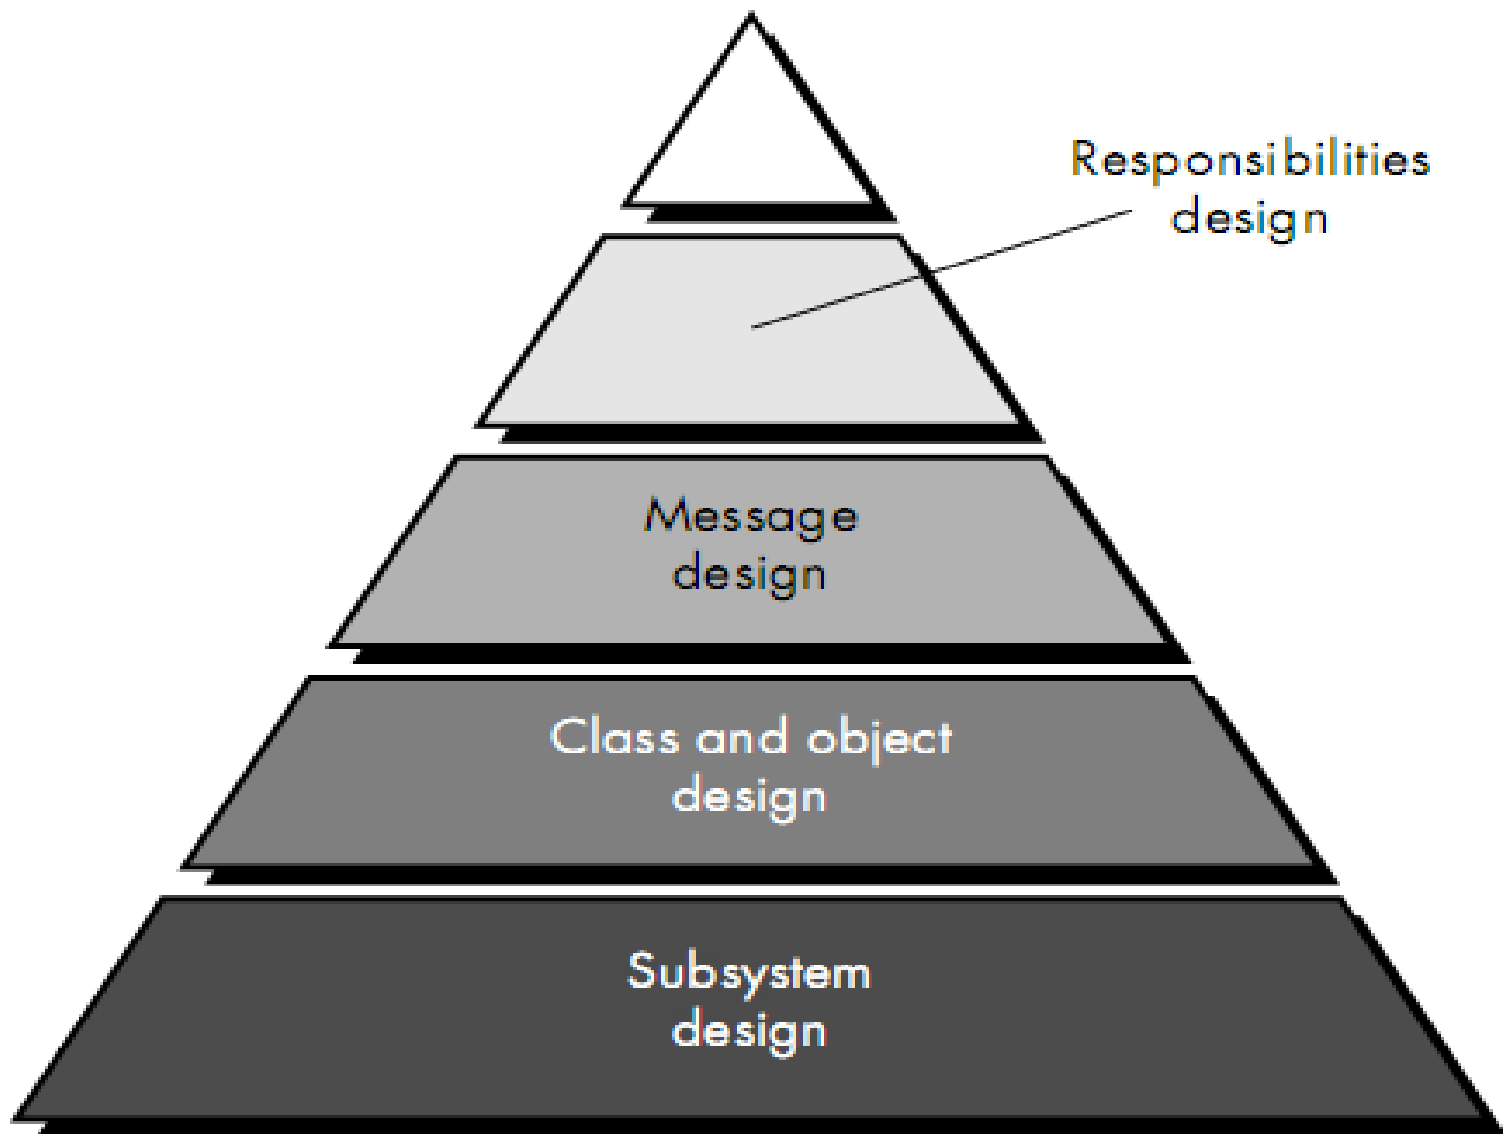 Responsibilities
design
Message
design
Class and object
design
Subsystem
design